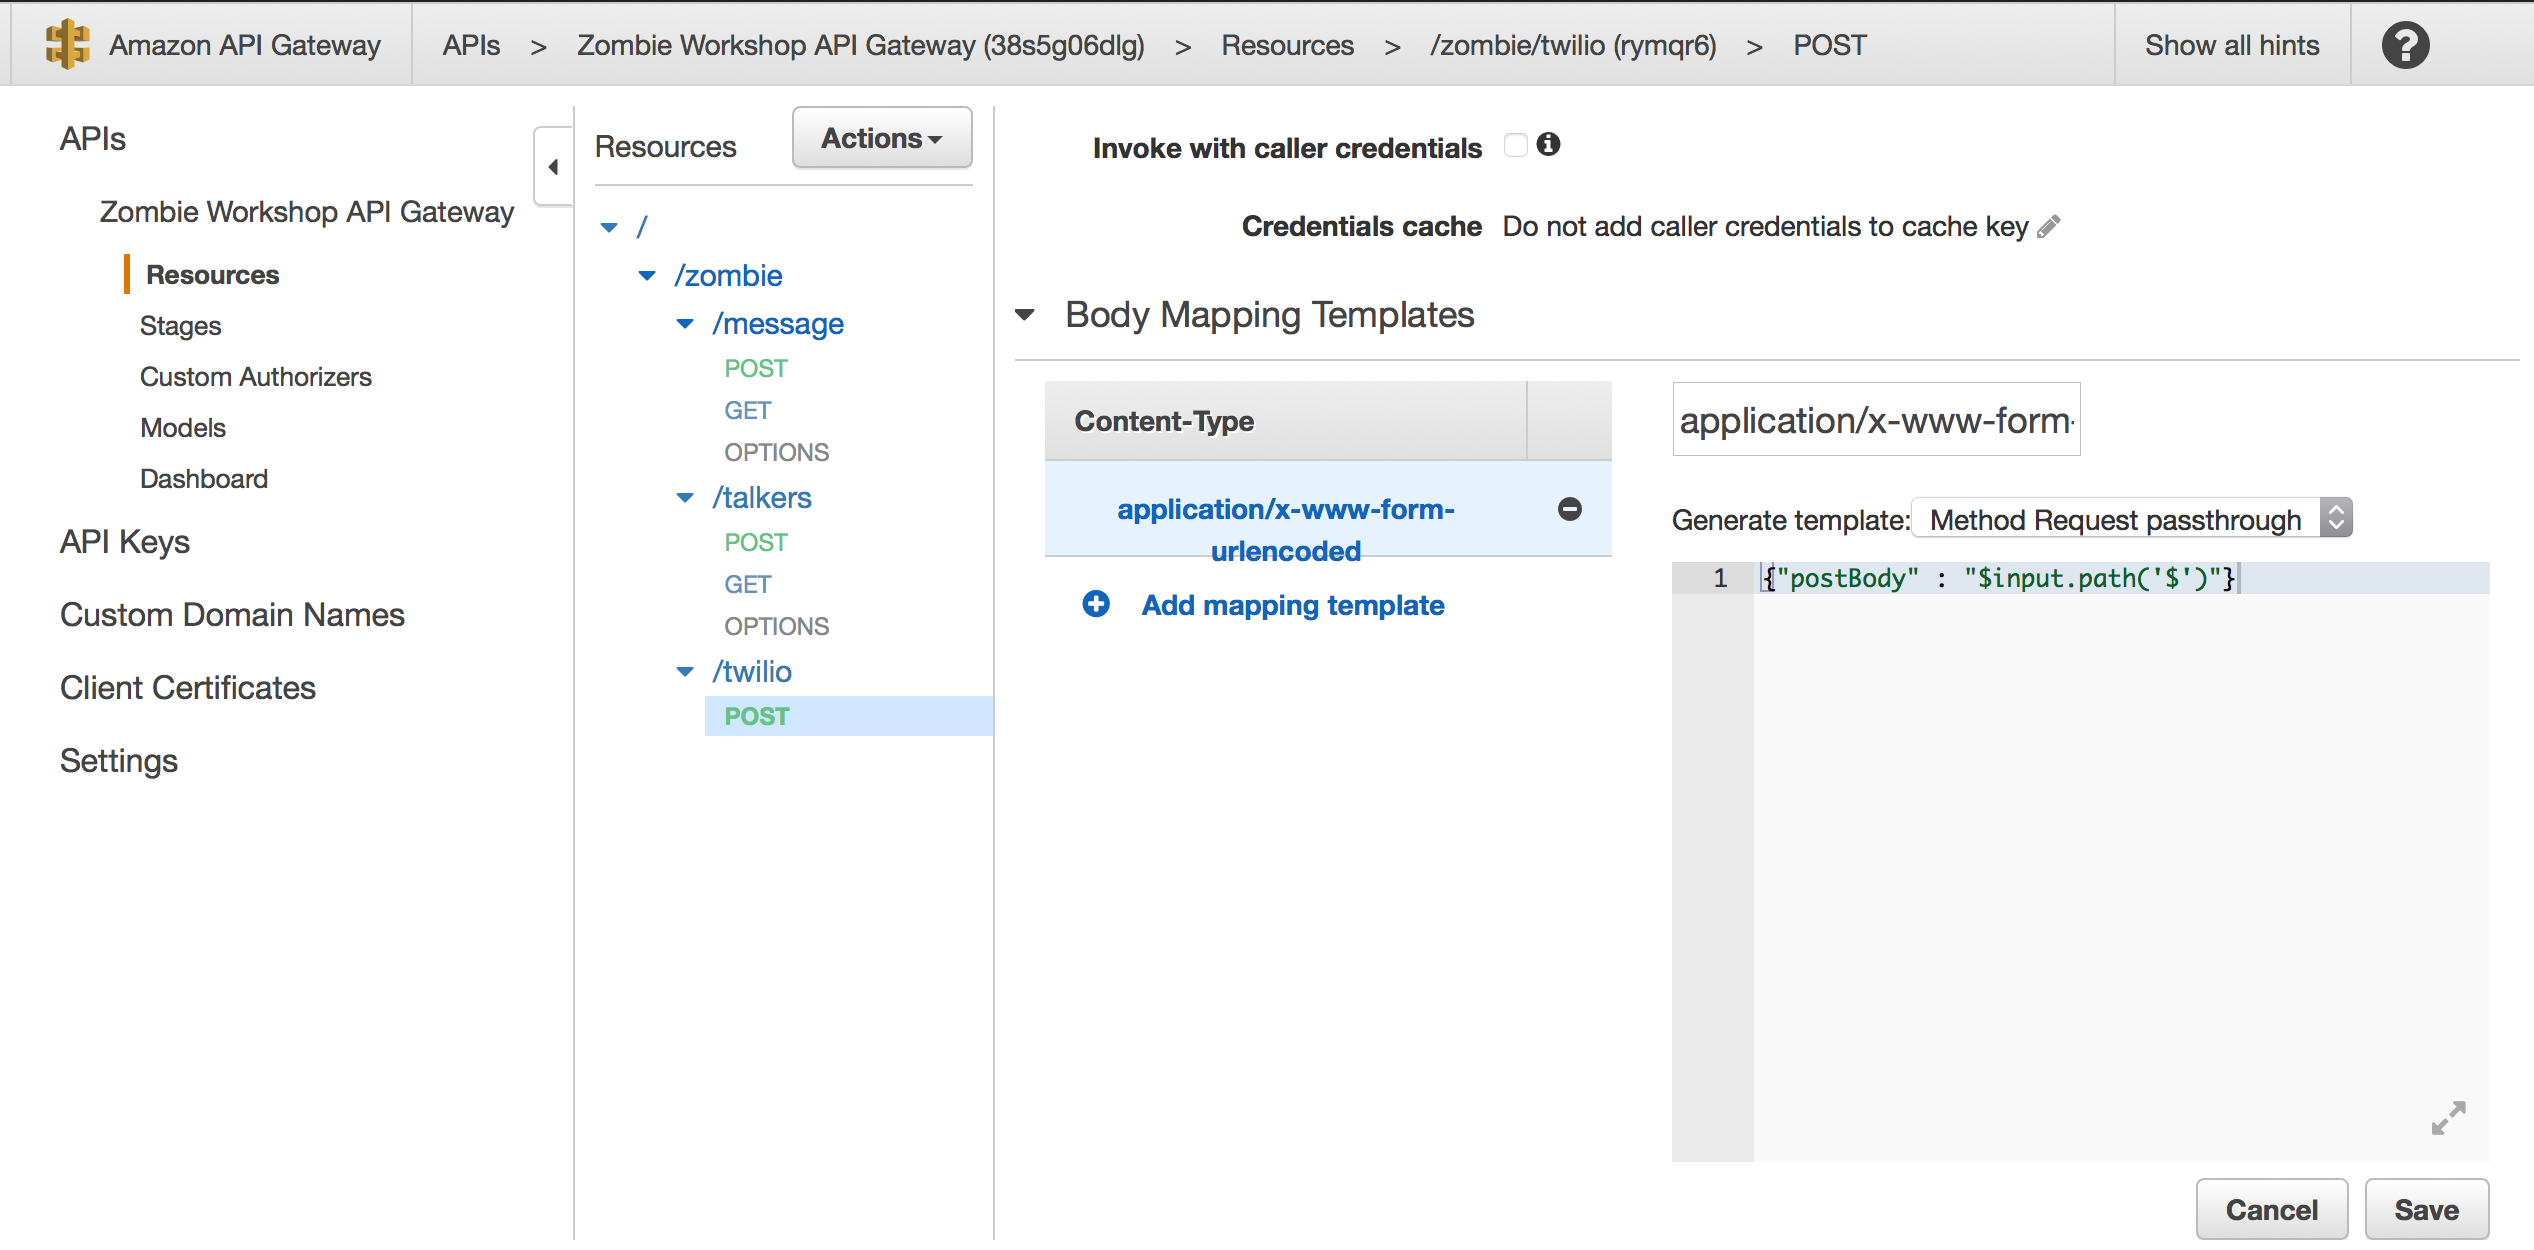 Amazon API Gateway
APIs > Zombie Workshop API Gateway (38s5g06dlg) > Resources > /zombie/twilio (rymqr6) > POST
Show all hints
?
APIs
Zombie Workshop API Gateway
Resources
Stages
Custom Authorizers
Models
Dashboard
API Keys
Custom Domain Names
Client Certificates
Settings
Resources
Actions
/
/zombie
/message
POST
GET
OPTIONS
/talkers
POST
GET
OPTIONS
/twilio
POST
Invoke with caller credentials
Credentials cache Do not add caller credentials to cache key
Body Mapping Templates
Content-Type
application/x-www-form-
urlencoded
Add mapping template
application/x-www-form-
Generate template: Method Request passthrough
1 {"postBody" : "$input.path('$')"}
Cancel
Save